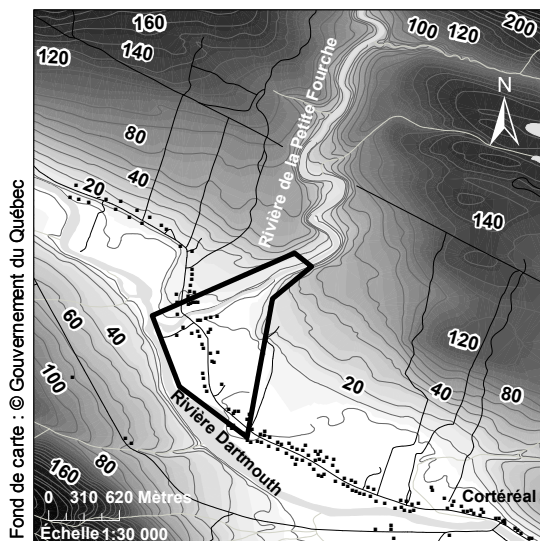 160
120
140
120
100
120
200
80
40
20
N
Rivière de la Petite Fourche
140
60
40
100
120
20
40
80
Rivière Dartmouth
160
80
Cortéréal
0 310 620 Mètres
Échelle 1:30 000
Fond de carte : © Gouvernement du Québec